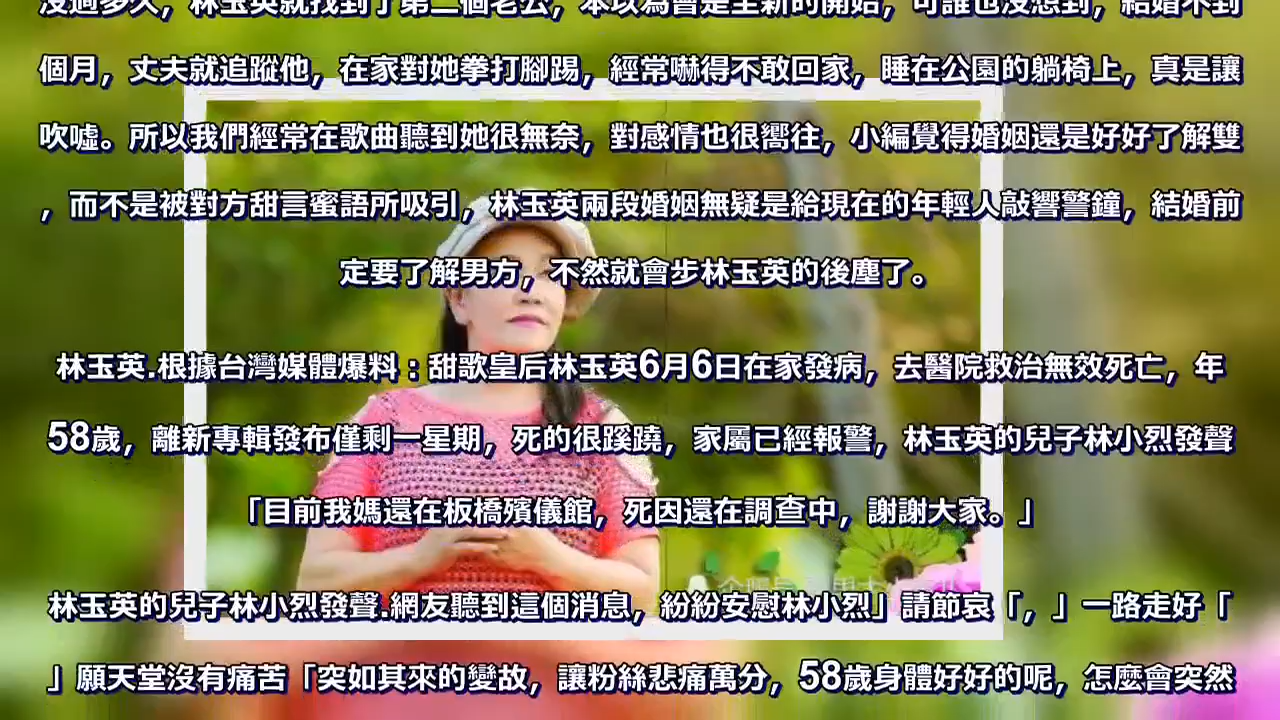 沒過多久，林玉英就找到了第二個老公，本以為會是全新的開始，可誰也沒想到，結婚不到
個月，丈夫就追蹤他，在家對她拳打腳踢，經常嚇得不敢回家，睡在公園的躺椅上，真是讓
吹噓。所以我們經常在歌曲聽到她很無奈，對感情也很嚮往，小編覺得婚姻還是好好了解雙
，而不是被對方甜言蜜語所吸引，林玉英兩段婚姻無疑是給現在的年輕人敲響警鐘，結婚前
定要了解男方，不然就會步林玉英的後塵了。
林玉英.根據台灣媒體爆料：甜歌皇后林玉英6月6日在家發病，去醫院救治無效死亡，年
58歲，離新專輯發布僅剩一星期，死的很蹊蹺，家屬已經報警，林玉英的兒子林小烈發聲
「目前我媽還在板橋殯儀館，死因還在調查中，謝謝大家。」
林玉英的兒子林小烈發聲.網友聽到這個消息，紛紛安慰林小烈」請節哀「，」一路走好「
」願天堂沒有痛苦「突如其來的變故，讓粉絲悲痛萬分，58歲身體好好的呢，怎麼會突然